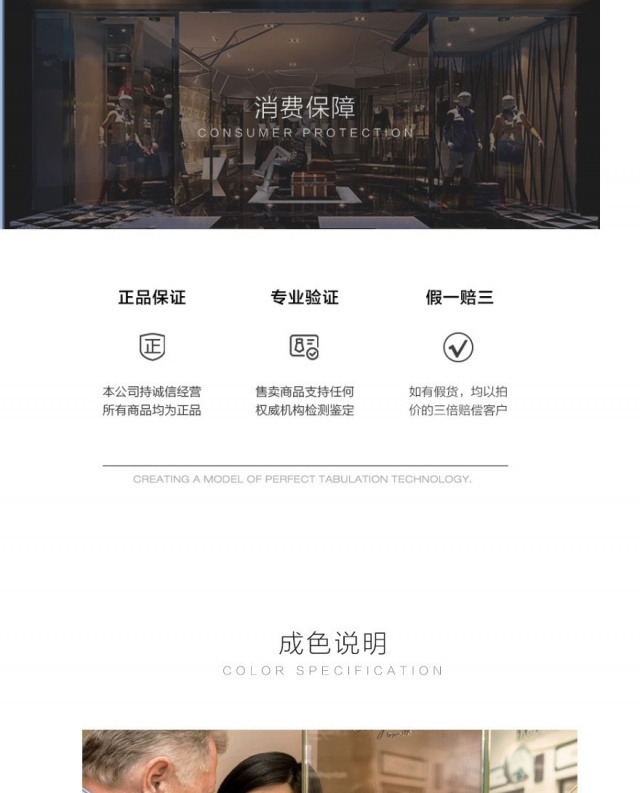 消费保障
CONSUMER PROTECTION
正品保证
专业验证
假一赔三
正
本公司持诚信经营
所有商品均为正品
售卖商品支持任何
权威机构检测鉴定
如有假货，均以拍
价的三倍赔偿客户
CREATING A MODEL OF PERFECT TABULATION TECHNOLOGY.
成色说明
COLOR SPECIFICATION